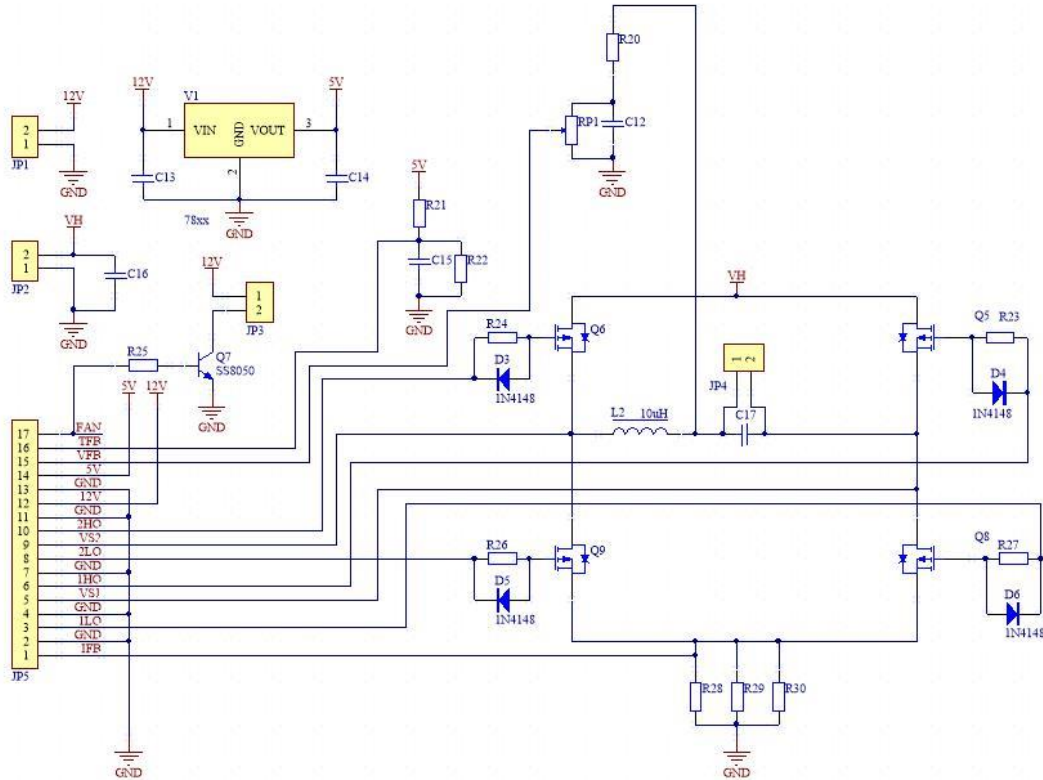 R20
12V
12V
V1
5V
2
1
JP1
1
VIN
GND
VOUT
3
2
RP1
C12
GND
GND
C13
C14
5V
GND
78xx
R21
VH
2
1
JP2
C16
C15
R22
12V
1
2
JP3
GND
GND
VH
R24
Q6
Q5
R23
R25
Q7
SS8050
D3
1N4148
1
2
JP4
D4
1N4148
5V
12V
GND
L2
10uH
C17
17
FAN
16
TFB
15
VFB
14
5V
13
GND
12
12V
11
GND
10
2HO
9
VS2
8
2LO
7
GND
6
1HO
5
VS1
4
GND
3
1LO
2
GND
1
IFB
JP5
R26
Q9
Q8
R27
D5
1N4148
D6
1N4148
R28
R29
R30
GND
GND